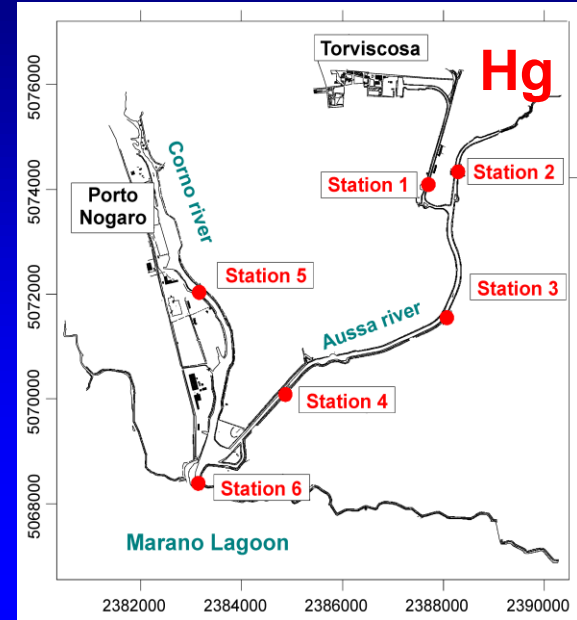 Torviscosa
Hg
5076000
Corno river
Station 2
Station 1
5074000
Porto
Nogaro
Station 5
Station 3
5072000
Aussa river
Station 4
5070000
Station 6
5068000
Marano Lagoon
2382000 2384000 2386000 2388000 2390000